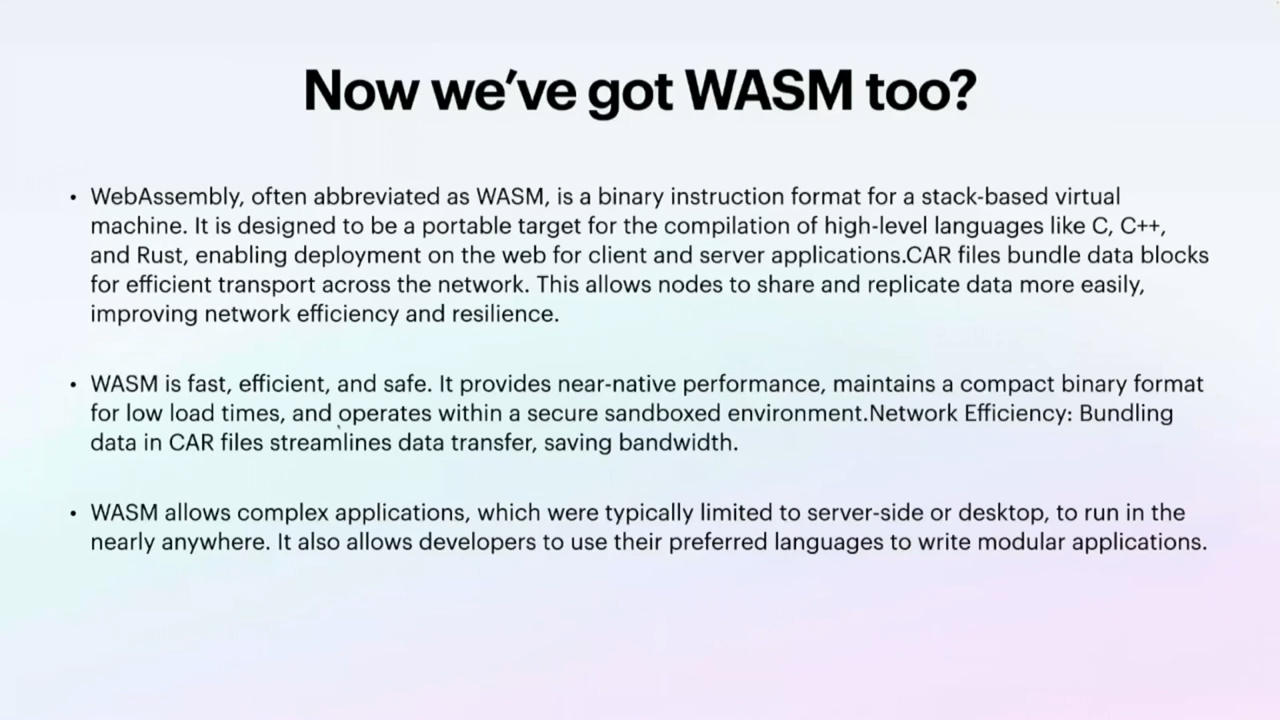 Now we've got WASM too?
• WebAssembly, often abbreviated as WASM, is a binary instruction format for a stack-based virtual
machine. It is designed to be a portable target for the compilation of high-level languages like C, C++,
and Rust, enabling deployment on the web for client and server applications.CAR files bundle data blocks
for efficient transport across the network. This allows nodes to share and replicate data more easily,
improving network efficiency and resilience.
• WASM is fast, efficient, and safe. It provides near-native performance, maintains a compact binary format
for low load times, and operates within a secure sandboxed environment.Network Efficiency: Bundling
data in CAR files streamlines data transfer, saving bandwidth.
• WASM allows complex applications, which were typically limited to server-side or desktop, to run in the
nearly anywhere. It also allows developers to use their preferred languages to write modular applications.